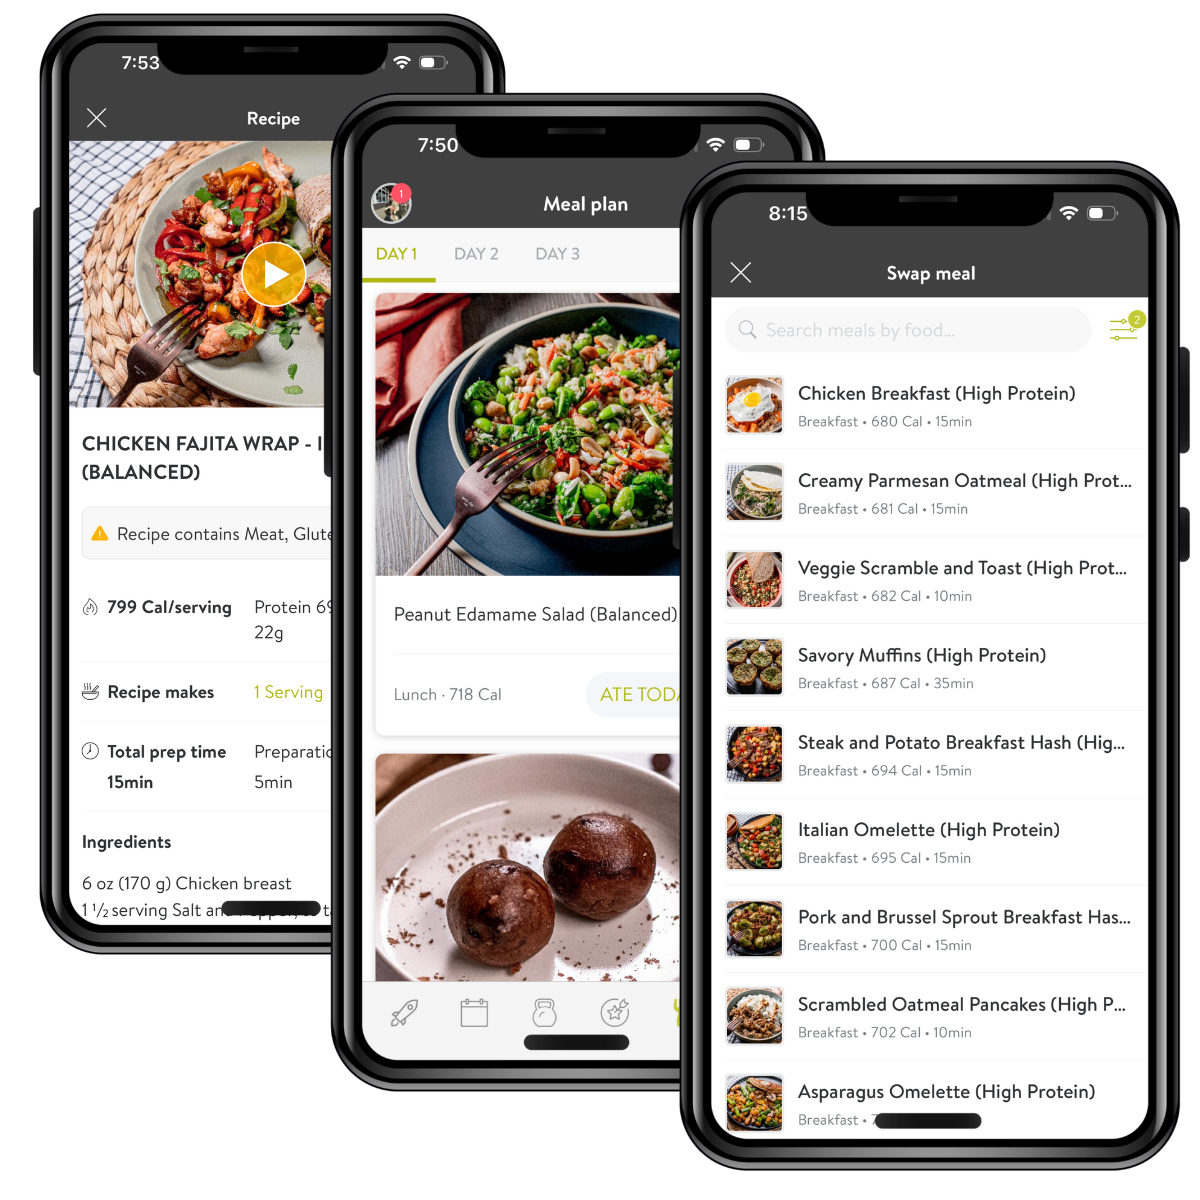 7:53
Recipe
CHICKEN FAJITA WRAP - 
(BALANCED)
Recipe contains Meat,
799 Cal/serving
Protein
22g
Recipe makes
1 Serving
Total prep time
15min
5min
Ingredients
6 oz (170 g) Chicken breast
1 1/2 serving Salt
7:50
1
Meal plan
DAY 1
DAY 2
DAY 3
Peanut Edamame Salad (Balanced)
Lunch · 718 Cal
ATE
8:15
Swap meal
Search meals by food...
2
Chicken Breakfast (High Protein)
Breakfast • 680 Cal • 15min
Creamy Parmesan Oatmeal (High Prot...
Breakfast • 681 Cal • 15min
Veggie Scramble and Toast (High Prot...
Breakfast • 682 Cal • 10min
Savory Muffins (High Protein)
Breakfast • 687 Cal • 35min
Steak and Potato Breakfast Hash (Hig...
Breakfast • 694 Cal • 15min
Italian Omelette (High Protein)
Breakfast • 695 Cal • 15min
Pork and Brussel Sprout Breakfast Has...
Breakfast • 700 Cal • 15min
Scrambled Oatmeal Pancakes (High P...
Breakfast • 702 Cal • 10min
Asparagus Omelette (High Protein)
Breakfast •